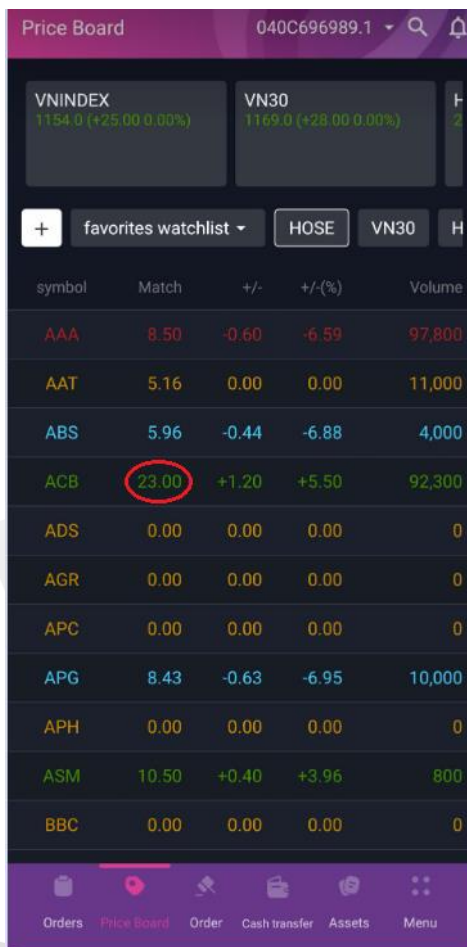 Price Board 040C696989.1
VNINDEX VN30 H
1154.0 (+25.00 0.00%) 1169.0 (+28.00 0.00%) 2
+ favorites watchlist HOSE VN30 H
symbol Match +/- +/-(%) Volume
AAA 8.50 -0.60 -6.59 97,800
AAT 5.16 0.00 0.00 11,000
ABS 5.96 -0.44 -6.88 4,000
ACB 23.00 +1.20 +5.50 92,300
ADS 0.00 0.00 0.00 0
AGR 0.00 0.00 0.00 0
APC 0.00 0.00 0.00 0
APG 8.43 -0.63 -6.95 10,000
APH 0.00 0.00 0.00 0
ASM 10.50 +0.40 +3.96 800
BBC 0.00 0.00 0.00 0
Orders Price Board Order Cash transfer Assets Menu